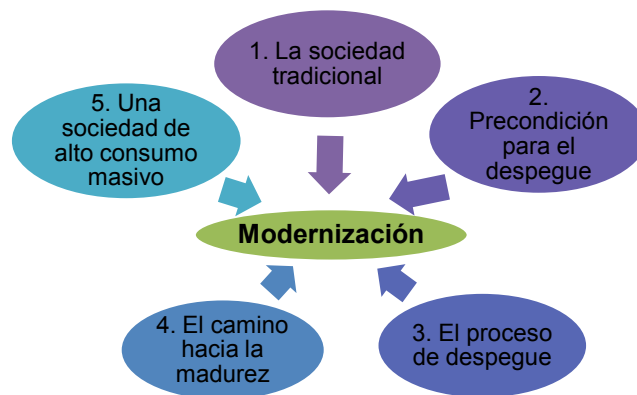 1. La sociedad
tradicional
2.
Precondición
para el
despegue
3. El proceso
de despegue
4. El camino
hacia la
madurez
5. Una
sociedad de
alto consumo
masivo
Modernización